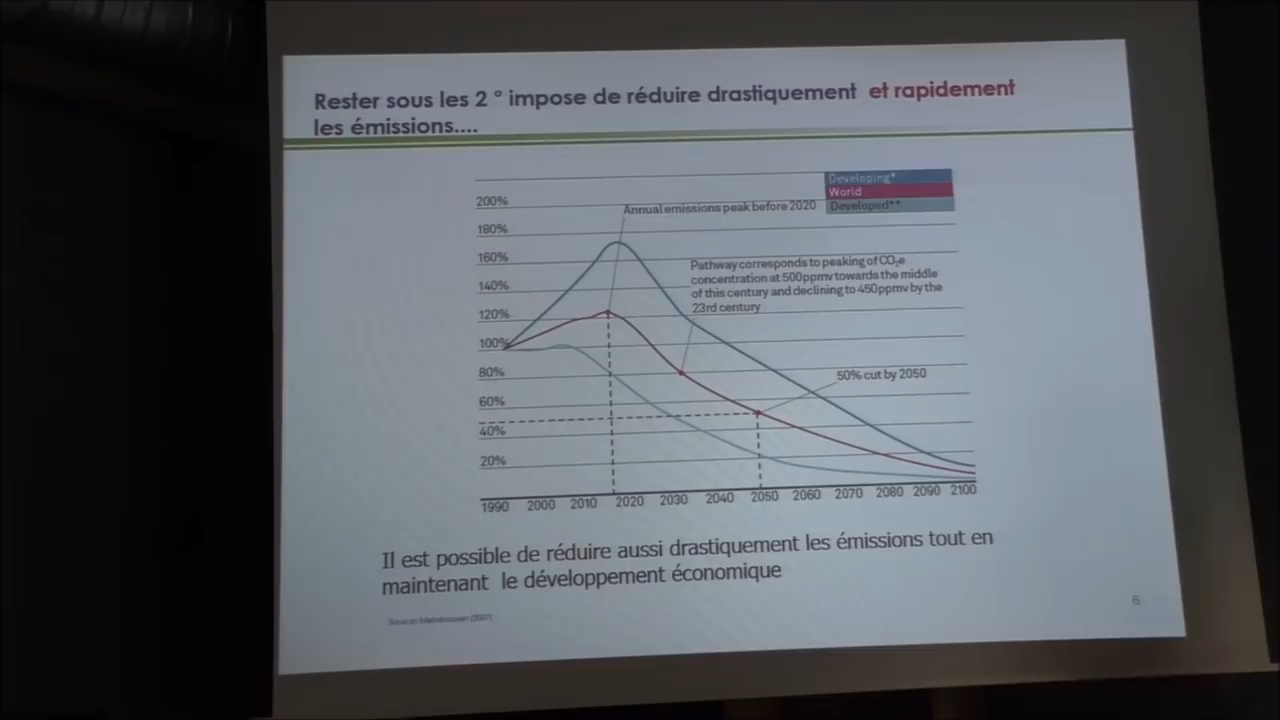 Rester sous les 2 ° impose de réduire drastiquement et rapidement
les émissions....
Developing*
World
Developed**
200%
Annual emissions peak before 2020
180%
160%
Pathway corresponds to peaking of CO₂e
concentration at 500ppmv towards the middle
of this century and declining to 450ppmv by the
23rd century
140%
120%
100%
80%
50% cut by 2050
60%
40%
20%
1990 2000 2010 2020 2030 2040 2050 2060 2070 2080 2090 2100
Il est possible de réduire aussi drastiquement les émissions tout en
maintenant le développement économique
6
Source: (2007)